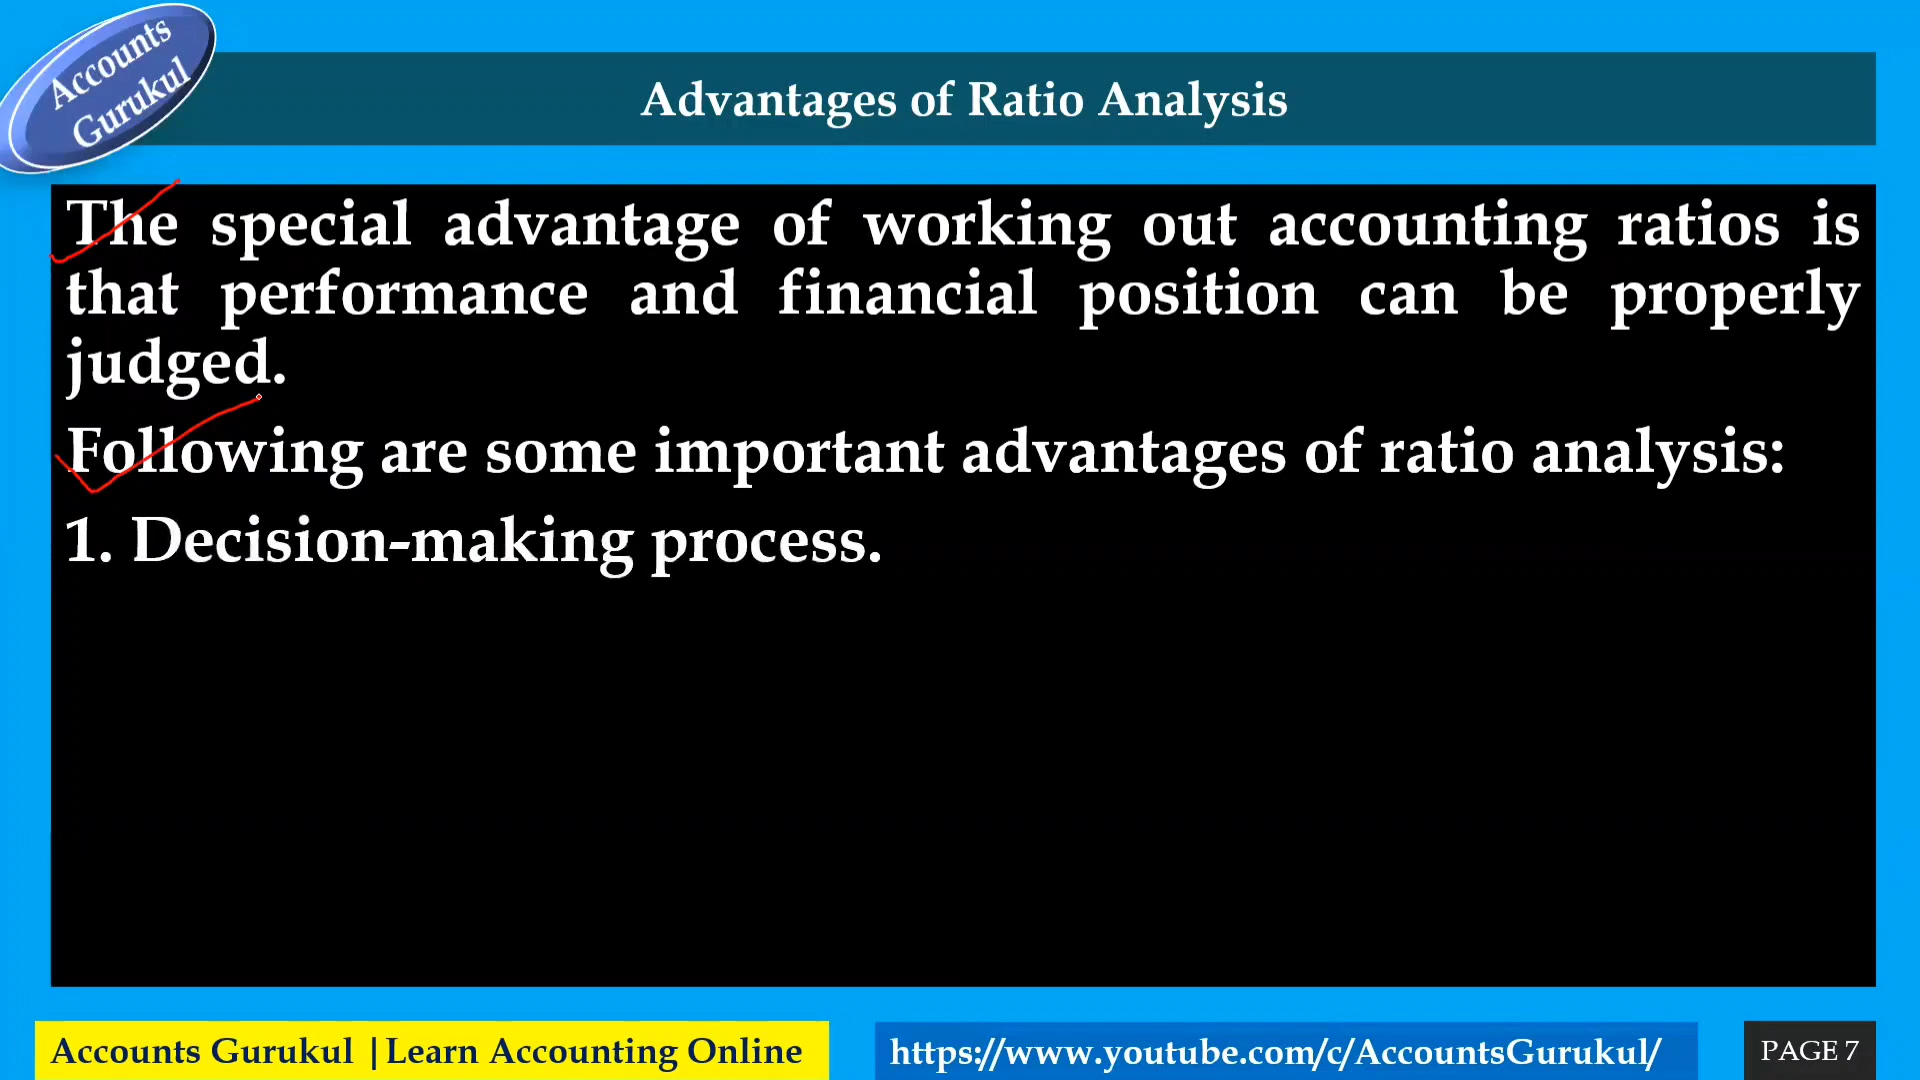 Accounts
Gurukul
Advantages of Ratio Analysis
The special advantage of working out accounting ratios is
that performance and financial position can be properly
judged.
Following are some important advantages of ratio analysis:
1. Decision-making process.
Accounts Gurukul |Learn Accounting Online
https://www.youtube.com/c/AccountsGurukul/
PAGE 7